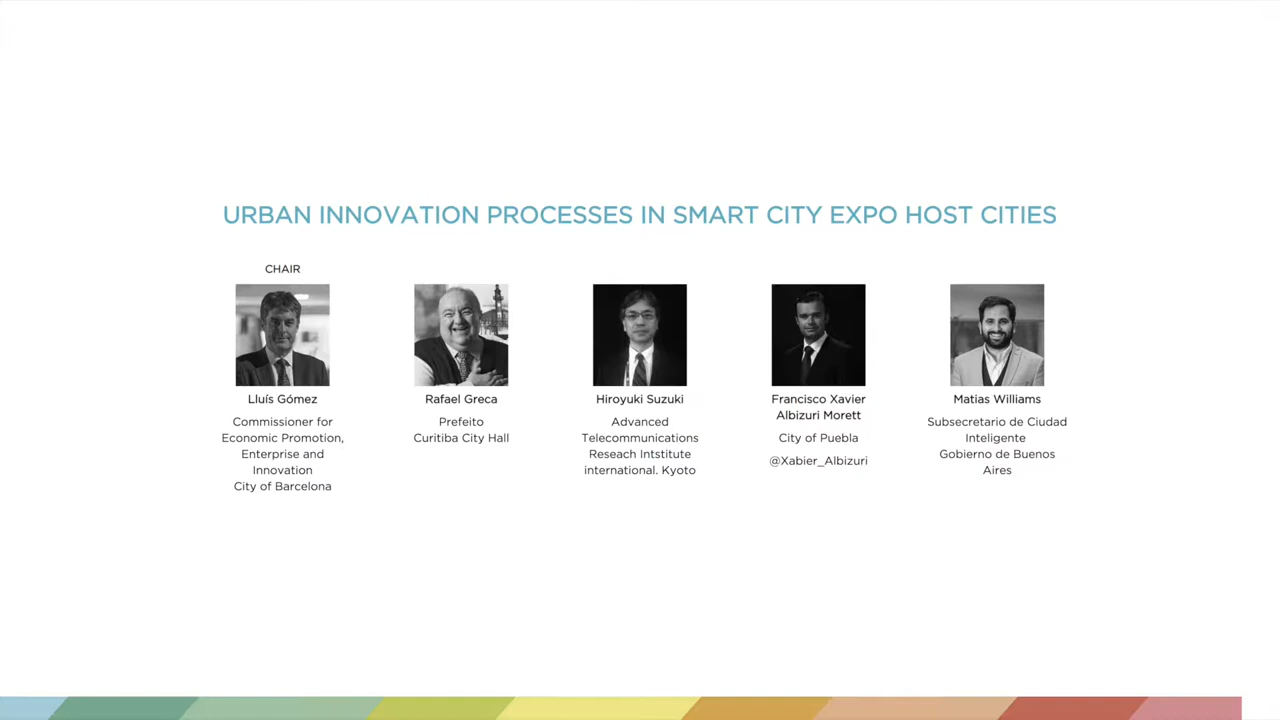 URBAN INNOVATION PROCESSES IN SMART CITY EXPO HOST CITIES
CHAIR
Lluís Gómez
Commissioner for
Economic Promotion,
Enterprise and
Innovation
City of Barcelona
Rafael Greca
Prefeito
Curitiba City Hall
Hiroyuki Suzuki
Advanced
Telecommunications
Reseach Intstitute
international. Kyoto
Francisco Xavier
Albizuri Morett
City of Puebla
@Xabier_Albizuri
Matias Williams
Subsecretario de Ciudad
Inteligente
Gobierno de Buenos
Aires